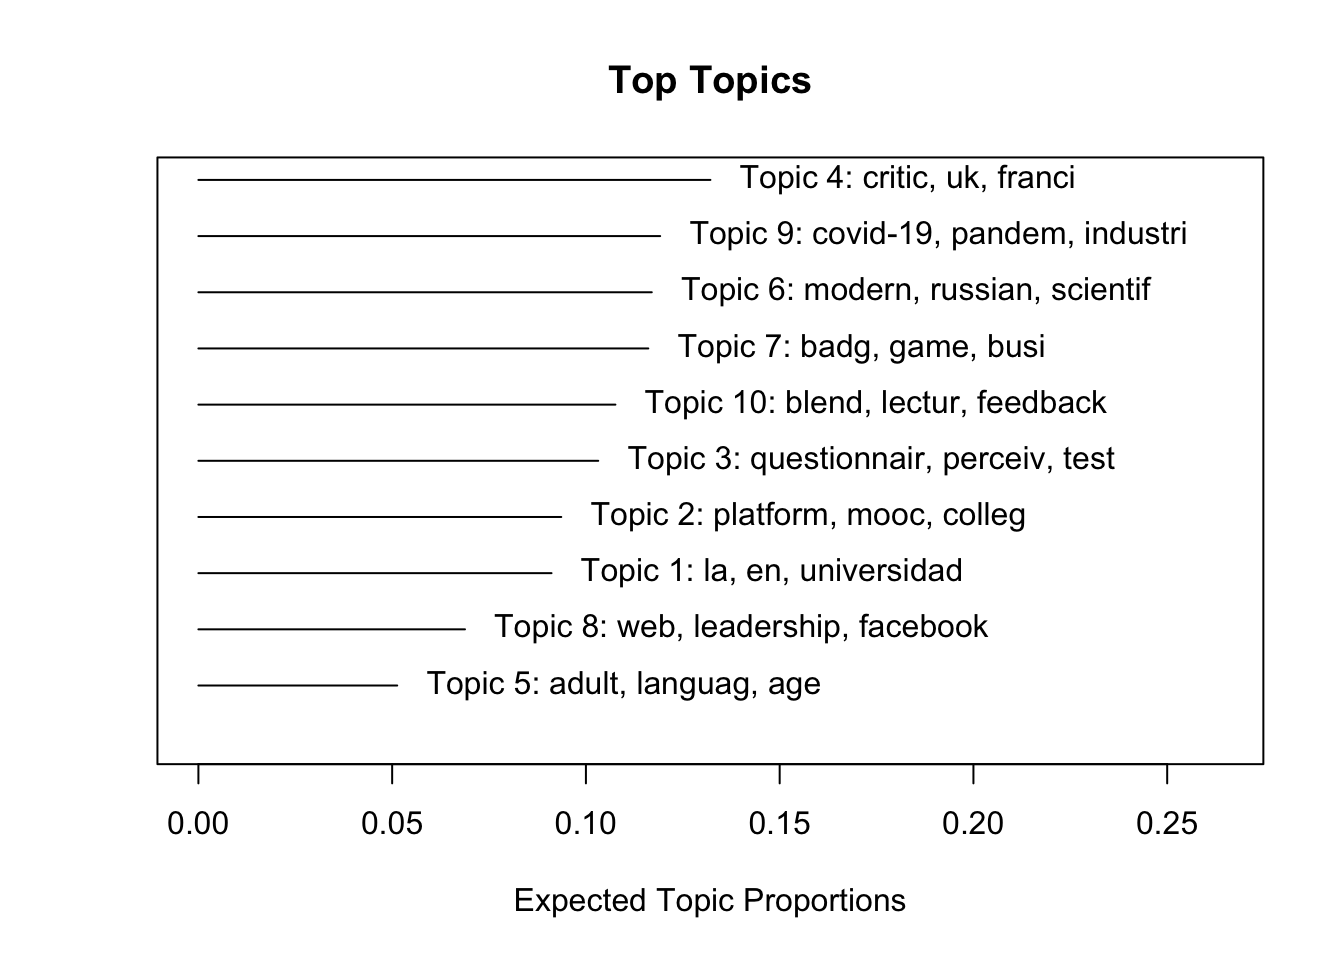 Top Topics
Topic 4: critic, uk, franci
Topic 9: covid-19, pandem, industri
Topic 6: modern, russian, scientif
Topic 7: badg, game, busi
Topic 10: blend, lectur, feedback
Topic 3: questionnair, perceiv, test
Topic 2: platform, mooc, colleg
Topic 1: la, en, universidad
Topic 8: web, leadership, facebook
Topic 5: adult, languag, age
0.00 0.05 0.10 0.15 0.20 0.25
Expected Topic Proportions